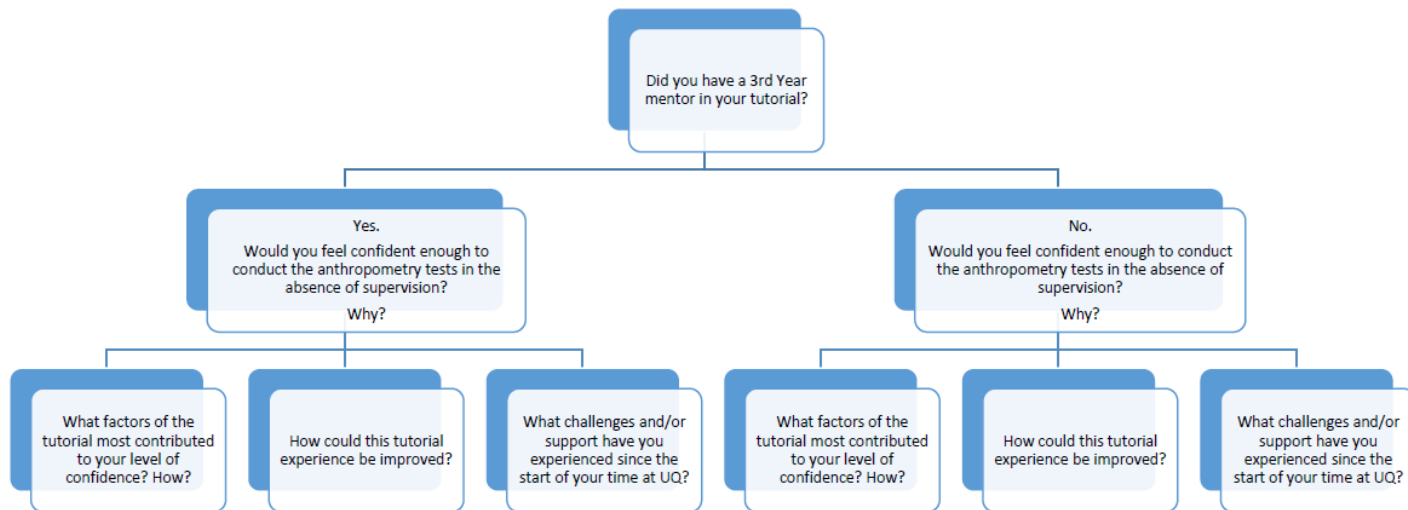 Did you have a 3rd Year
mentor in your tutorial?
Yes.
Would you feel confident enough to
conduct the anthropometry tests in the
absence of supervision?
Why?
No.
Would you feel confident enough to conduct
the anthropometry tests in the absence of
supervision?
Why?
What factors of the
tutorial most contributed
to your level of
confidence? How?
How could this tutorial
experience be improved?
What challenges and/or
support have you
experienced since the
start of your time at UQ?
What factors of the
tutorial most contributed
to your level of
confidence? How?
How could this tutorial
experience be improved?
What challenges and/or
support have you
experienced since the
start of your time at UQ?